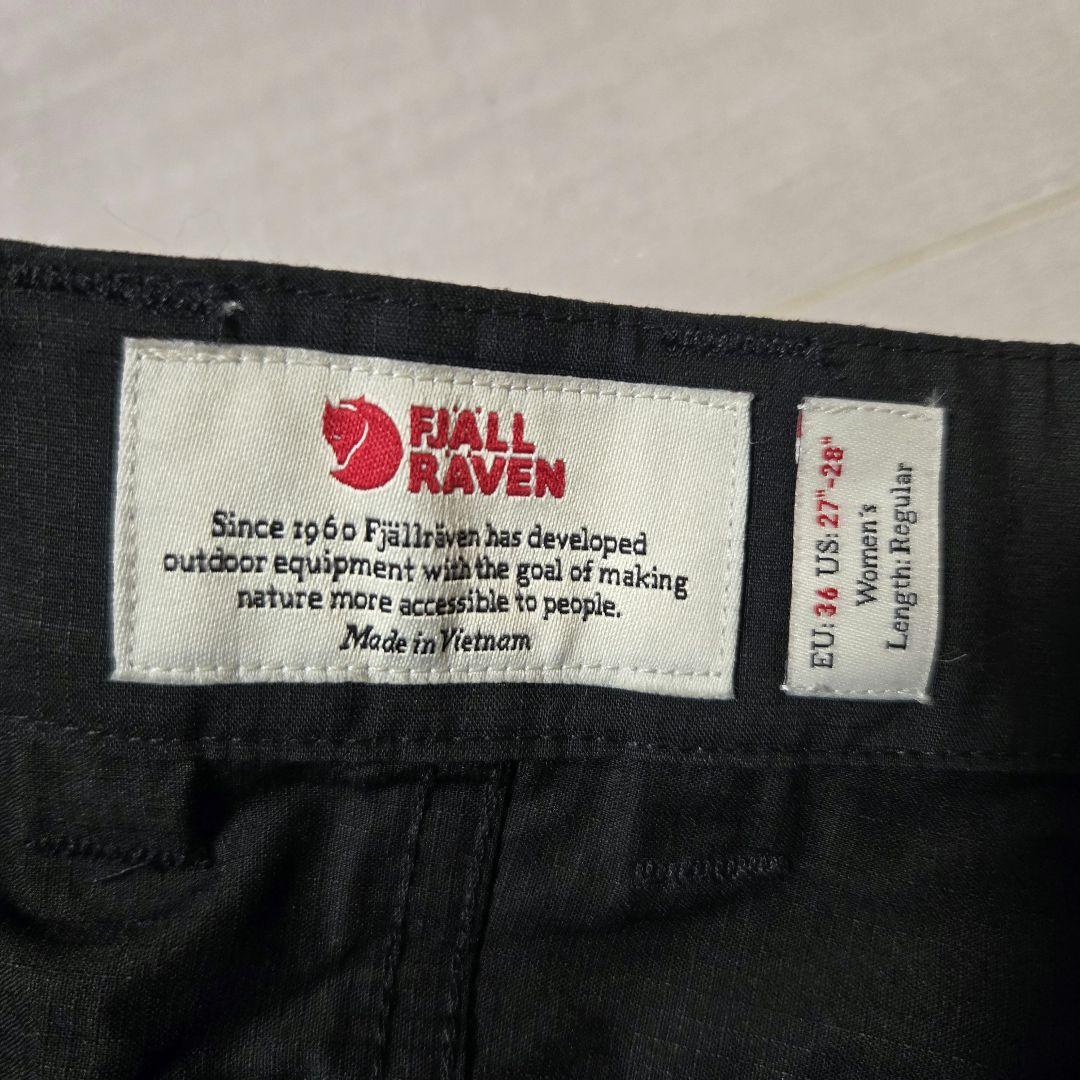 FJÄLL
RÄVEN
Since 1960 Fjällräven has developed
outdoor equipment with the goal of making
nature more accessible to people.
Made in Vietnam
EU: 36 US: 27"-28"
Women's
Length: Regular